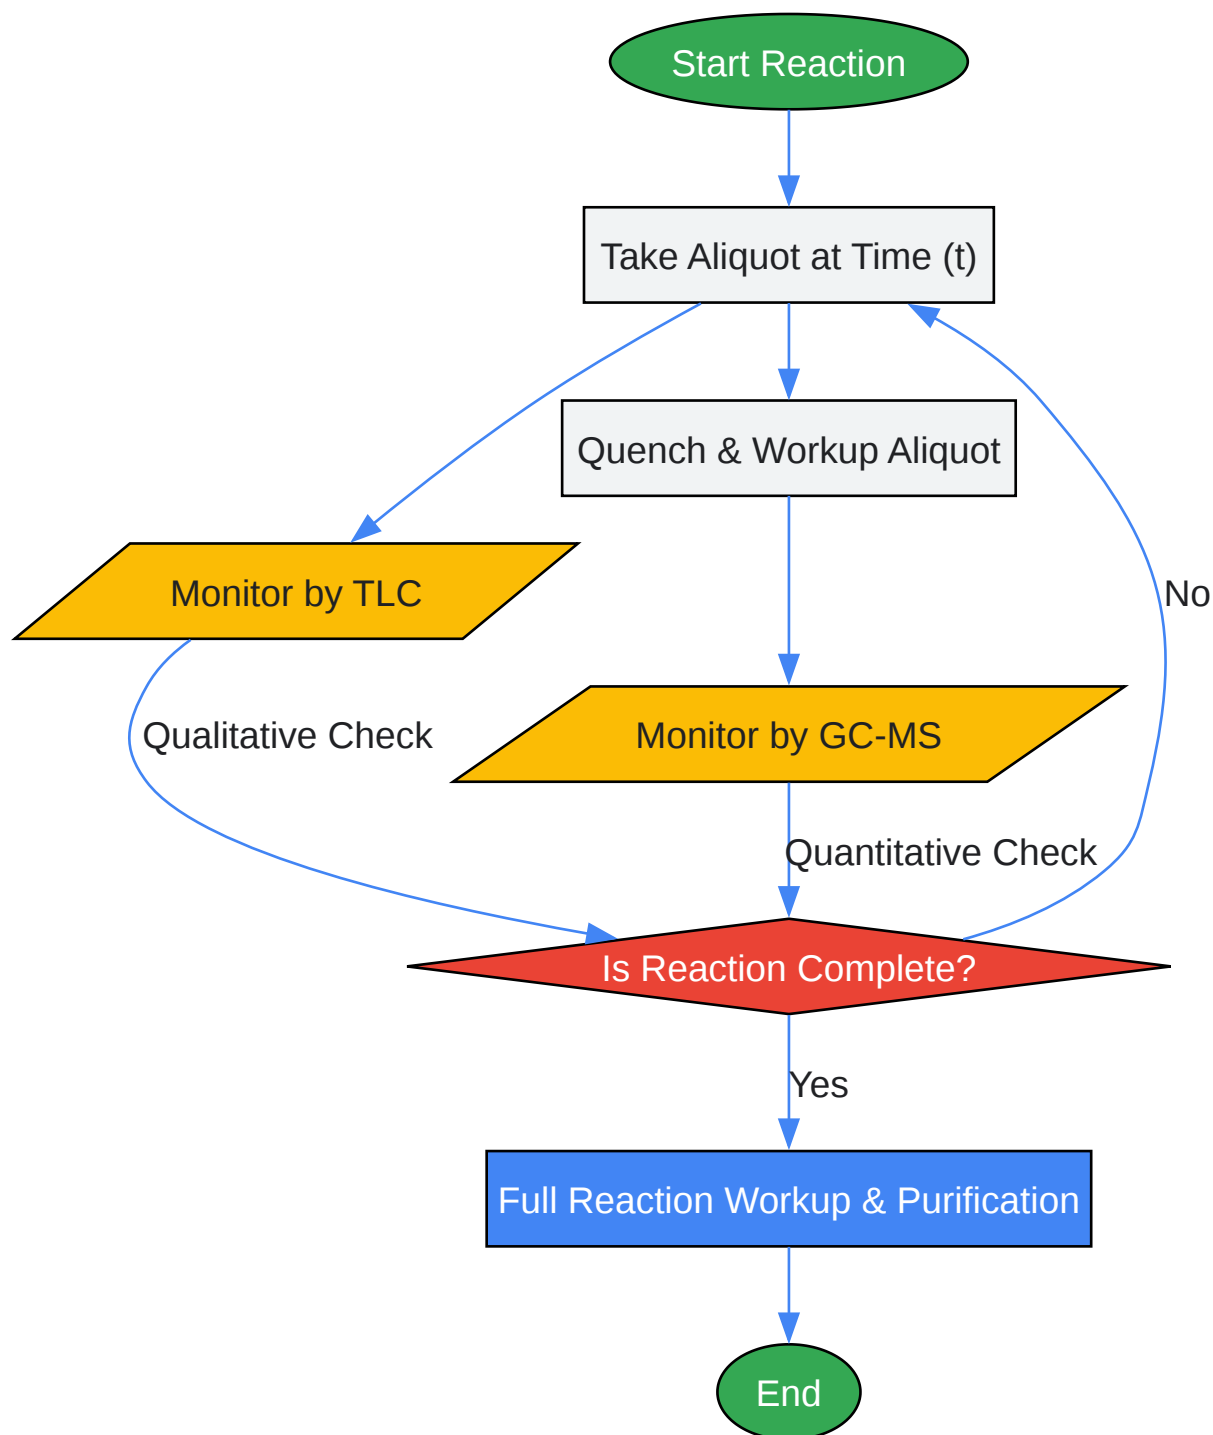 Start Reaction
Take Aliquot at Time (t)
Quench & Workup Aliquot
Monitor by TLC
No
Qualitative Check
Monitor by GC-MS
Quantitative Check
Is Reaction Complete?
Yes
Full Reaction Workup & Purification
End